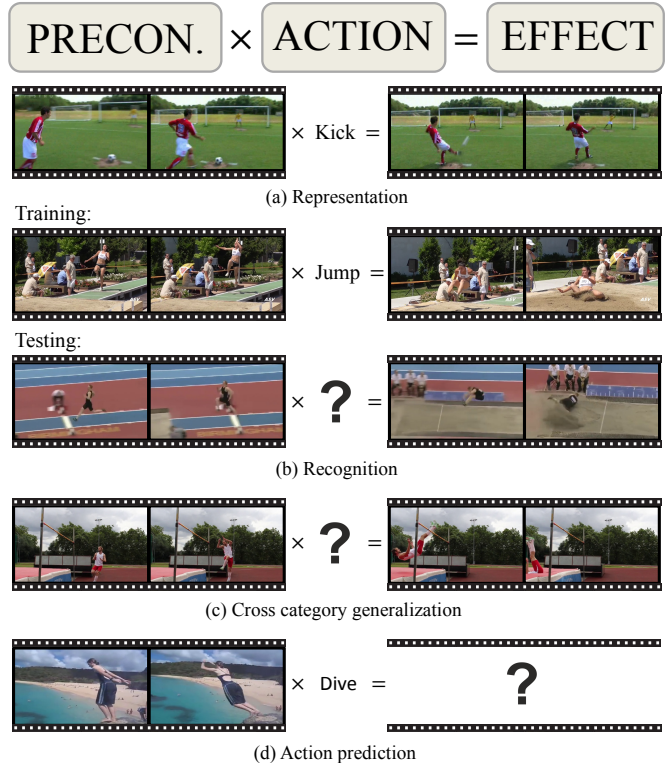 PRECON. × ACTION = EFFECT
× Kick =
(a) Representation
Training:
× Jump =
Testing:
× ? =
(b) Recognition
× ? =
(c) Cross category generalization
× Dive = ?
(d) Action prediction